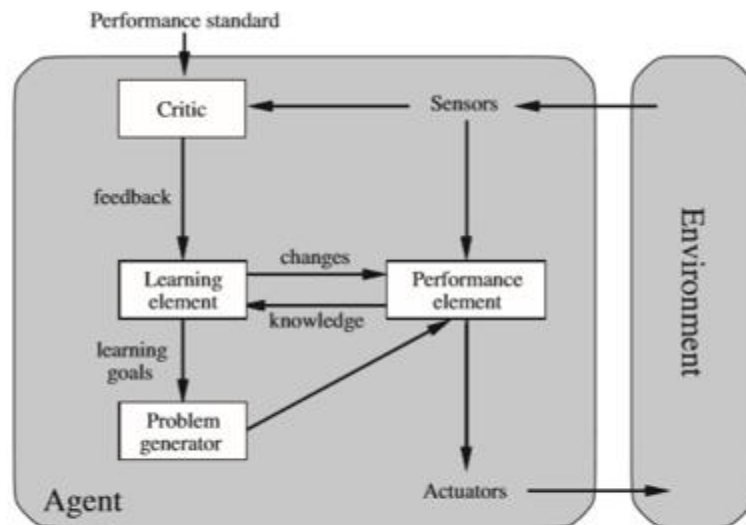 Performance standard
Critic
Sensors
feedback
changes
Learning
element
Performance
element
knowledge
learning
goals
Problem
generator
Actuators
Agent
Environment